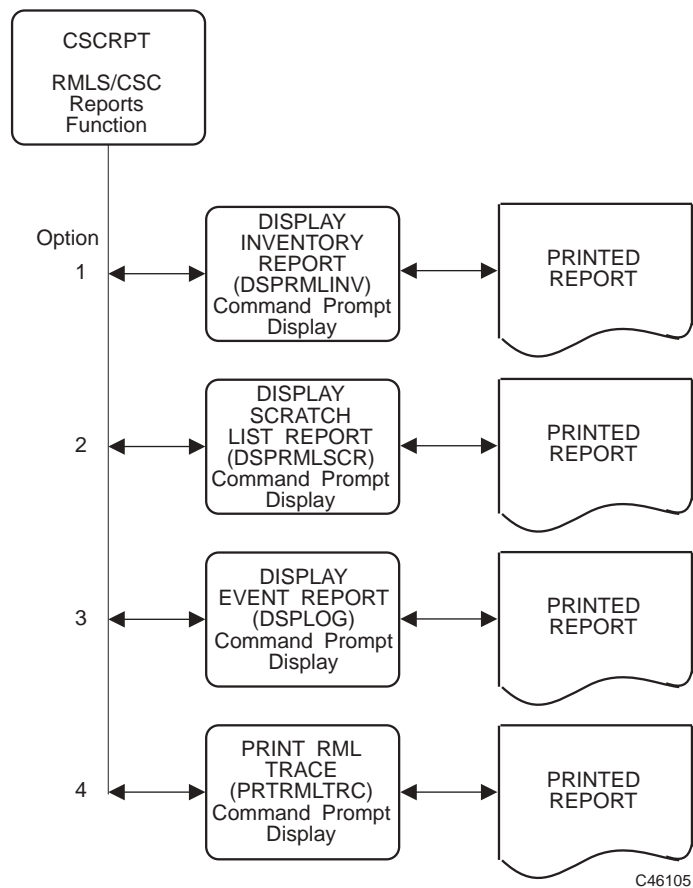 CSCRPT
RMLS/CSC
Reports
Function
Option
1
DISPLAY
INVENTORY
REPORT
(DSPRMLINV)
Command Prompt
Display
PRINTED
REPORT
2
DISPLAY
SCRATCH
LIST REPORT
(DSPRMLSCR)
Command Prompt
Display
PRINTED
REPORT
3
DISPLAY
EVENT REPORT
(DSPLOG)
Command Prompt
Display
PRINTED
REPORT
4
PRINT RML
TRACE
(PRTRMLTRC)
Command Prompt
Display
PRINTED
REPORT
C46105